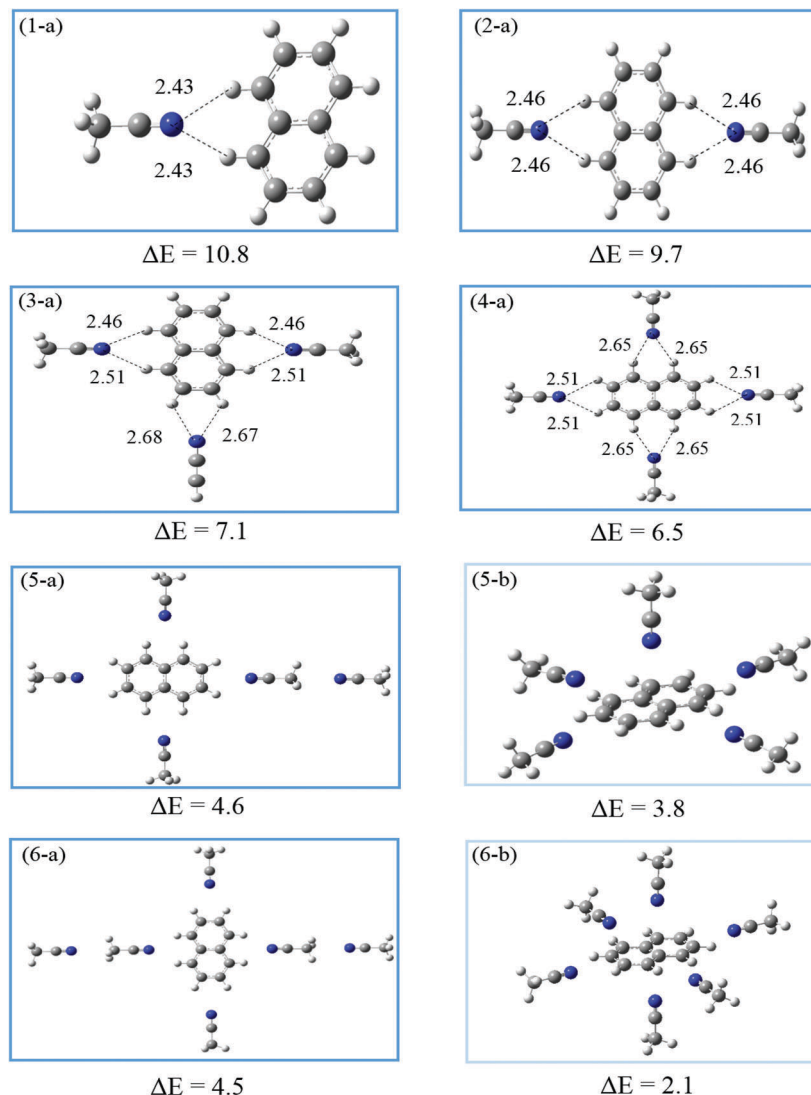 (1-a)
2.43
2.43
ΔE = 10.8
(2-a)
2.46
2.46
2.46
2.46
ΔE = 9.7
(3-a)
2.46
2.46
2.51
2.51
2.68
2.67
ΔE = 7.1
(4-a)
2.65
2.65
2.51
2.51
2.51
2.51
2.65
2.65
ΔE = 6.5
(5-a)
ΔE = 4.6
(5-b)
ΔE = 3.8
(6-a)
ΔE = 4.5
(6-b)
ΔE = 2.1